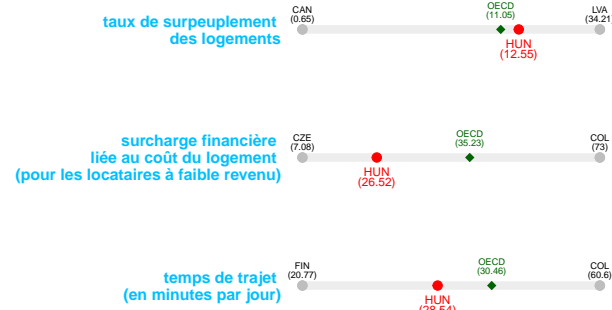 taux de surpeuplement
des logements
CAN
(0.65)
OECD
(11.05)
LVA
(34.21
HUN
(12.55)
surcharge financière
liée au coût du logement
(pour les locataires à faible revenu)
CZE
(7.08)
OECD
(35.23)
COL
(73)
HUN
(26.52)
temps de trajet
(en minutes par jour)
FIN
(20.77)
OECD
(30.46)
COL
(60.6)
HUN
(28.54)